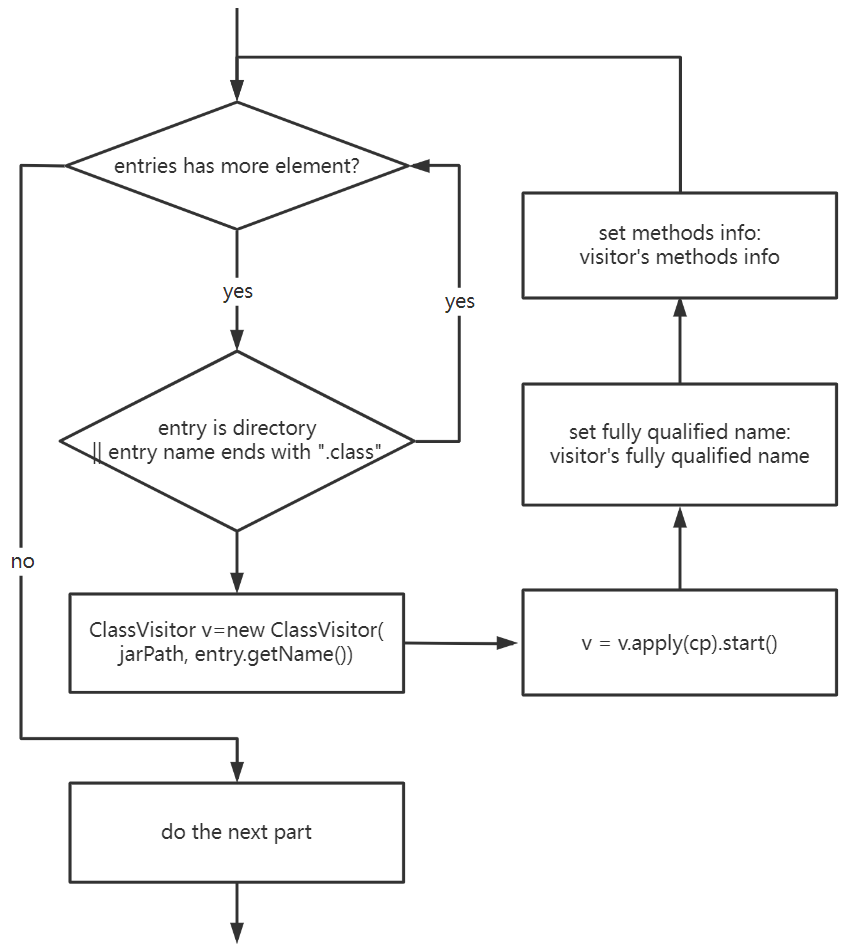 entries has more element?
yes
yes
entry is directory
|| entry name ends with ".class"
no
ClassVisitor v=new ClassVisitor(
jarPath, entry.getName())
v = v.apply(cp).start()
set fully qualified name:
visitor's fully qualified name
set methods info:
visitor's methods info
do the next part